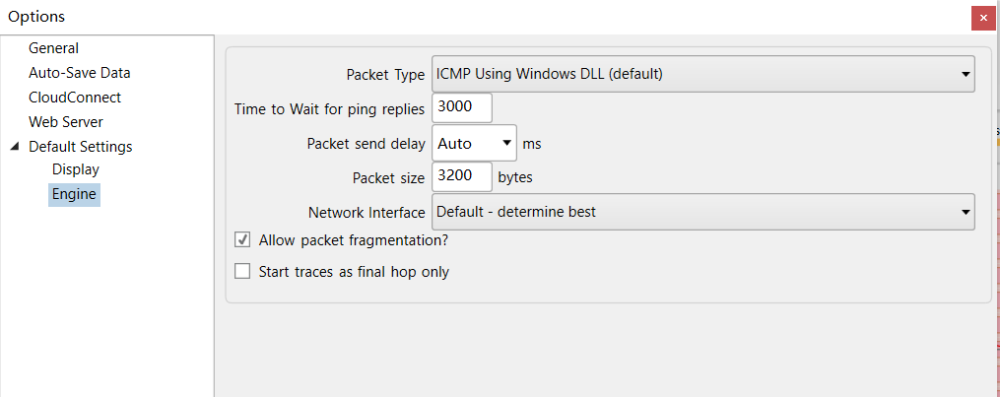 Options
General
Auto-Save Data
CloudConnect
Web Server
Default Settings
Display
Engine
Packet Type ICMP Using Windows DLL (default)
Time to Wait for ping replies 3000
Packet send delay Auto ms
Packet size 3200 bytes
Network Interface Default - determine best
Allow packet fragmentation?
Start traces as final hop only